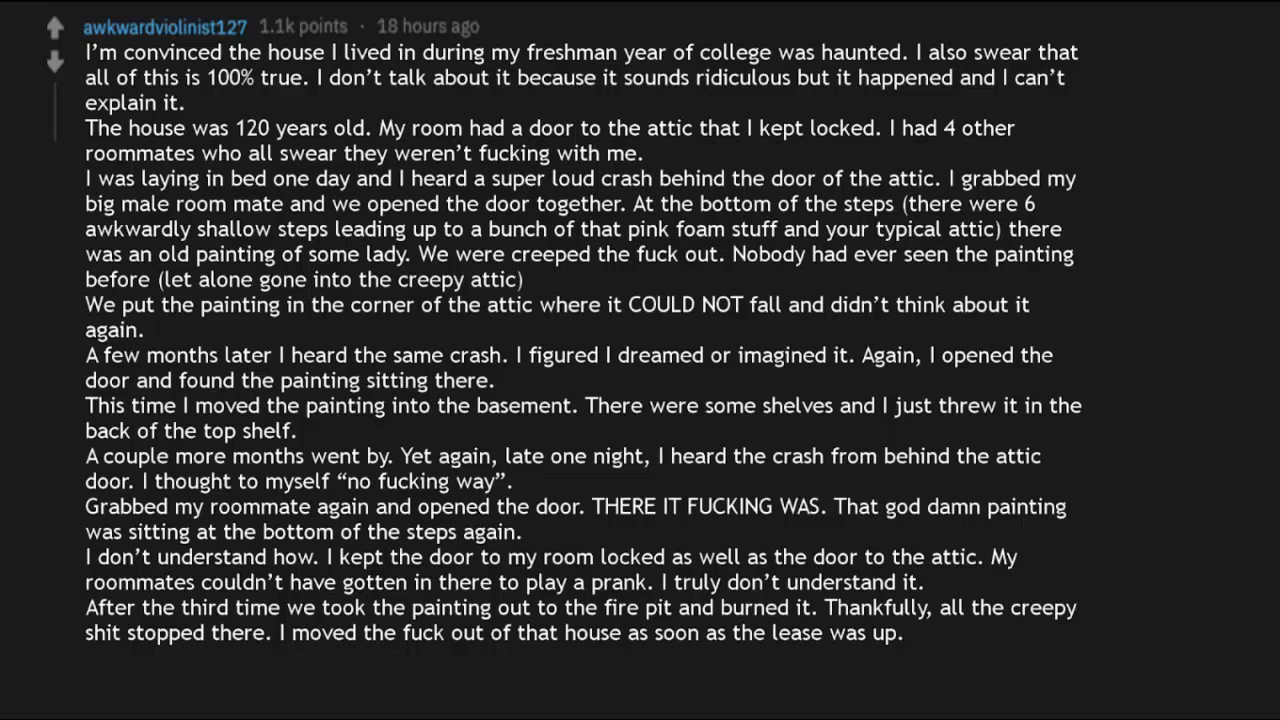 awkwardviolinist127 1.1k points · 18 hours ago
I’m convinced the house I lived in during my freshman year of college was haunted. I also swear that
all of this is 100% true. I don’t talk about it because it sounds ridiculous but it happened and I can’t
explain it.
The house was 120 years old. My room had a door to the attic that I kept locked. I had 4 other
roommates who all swear they weren’t fucking with me.
I was laying in bed one day and I heard a super loud crash behind the door of the attic. I grabbed my
big male room mate and we opened the door together. At the bottom of the steps (there were 6
awkwardly shallow steps leading up to a bunch of that pink foam stuff and your typical attic) there
was an old painting of some lady. We were creeped the fuck out. Nobody had ever seen the painting
before (let alone gone into the creepy attic)
We put the painting in the corner of the attic where it COULD NOT fall and didn’t think about it
again.
A few months later I heard the same crash. I figured I dreamed or imagined it. Again, I opened the
door and found the painting sitting there.
This time I moved the painting into the basement. There were some shelves and I just threw it in the
back of the top shelf.
A couple more months went by. Yet again, late one night, I heard the crash from behind the attic
door. I thought to myself “no fucking way”.
Grabbed my roommate again and opened the door. THERE IT FUCKING WAS. That god damn painting
was sitting at the bottom of the steps again.
I don’t understand how. I kept the door to my room locked as well as the door to the attic. My
roommates couldn’t have gotten in there to play a prank. I truly don’t understand it.
After the third time we took the painting out to the fire pit and burned it. Thankfully, all the creepy
shit stopped there. I moved the fuck out of that house as soon as the lease was up.